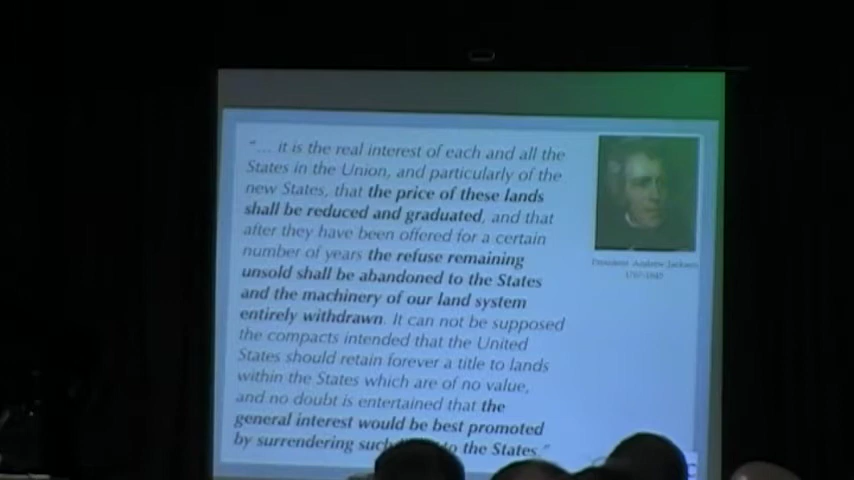 "... it is the real interest of each and all the
States in the Union, and particularly of the
new States, that the price of these lands
shall be reduced and graduated, and that
after they have been offered for a certain
number of years the refuse remaining
unsold shall be abandoned to the States
and the machinery of our land system
entirely withdrawn. It can not be supposed
the compacts intended that the United
States should retain forever a title to lands
within the States which are of no value,
and no doubt is entertained that the
general interest would be best promoted
by surrendering such to the States."
President Andrew Jackson